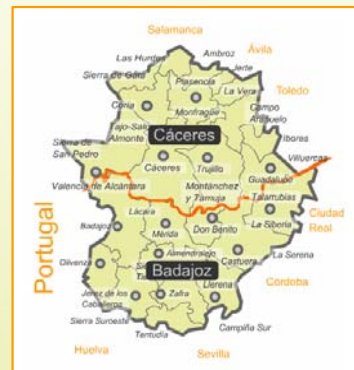 Salamanca
Ambroz
Ávila
Las Hurdes
Jerte
Sierra de Gata
Plasencia
La Vera
Toledo
Coria
Monfragüe
Campo
Arañuelo
Tajo-Salor
Almonte
Cáceres
Ibores
Sierra de
San Pedro
Villuercas
Cáceres
Trujillo
Guadalupe
Valencia de Alcántara
Montánchez
y Tamuja
Talarrubias
Portugal
Lácara
Ciudad
Real
Badajoz
Mérida
Don Benito
La Siberia
Almendralejo
Olivenza
Badajoz
Castuera
La Serena
Córdoba
Jerez de los
Caballeros
Zafra
Llerena
Sierra Suroeste
Tentudía
Campiña Sur
Huelva
Sevilla